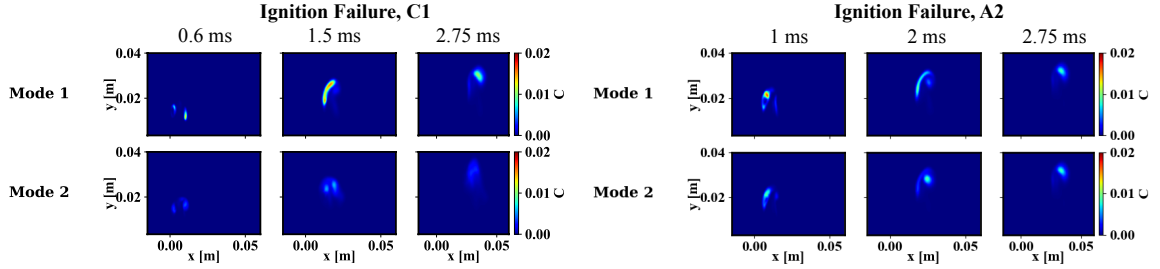 Ignition Failure, C1
0.6 ms 1.5 ms 2.75 ms
Mode 1
y [m]
0.04
0.02
0.02
0.01
0.00
C
Mode 2
y [m]
0.04
0.02
0.02
0.01
0.00
C
0.00 0.05 0.00 0.05 0.00 0.05
x [m] x [m] x [m]
Ignition Failure, A2
1 ms 2 ms 2.75 ms
Mode 1
y [m]
0.04
0.02
0.02
0.01
0.00
C
Mode 2
y [m]
0.04
0.02
0.02
0.01
0.00
C
0.00 0.05 0.00 0.05 0.00 0.05
x [m] x [m] x [m]